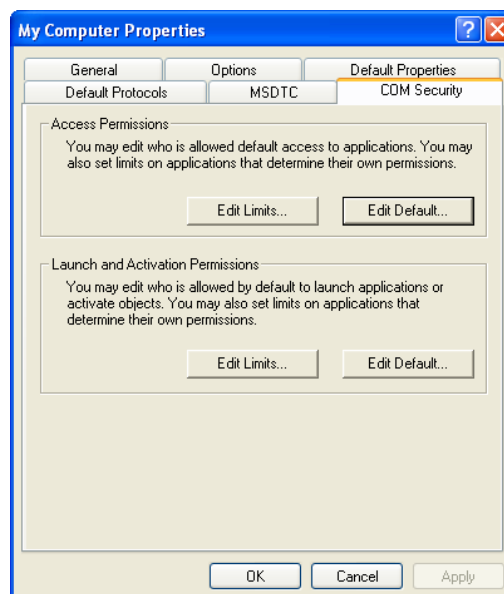 My Computer Properties
General
Options
Default Properties
Default Protocols
MSDTC
COM Security
Access Permissions
You may edit who is allowed default access to applications. You may
also set limits on applications that determine their own permissions.
Edit Limits...
Edit Default...
Launch and Activation Permissions
You may edit who is allowed by default to launch applications or
activate objects. You may also set limits on applications that
determine their own permissions.
Edit Limits...
Edit Default...
OK
Cancel
Apply